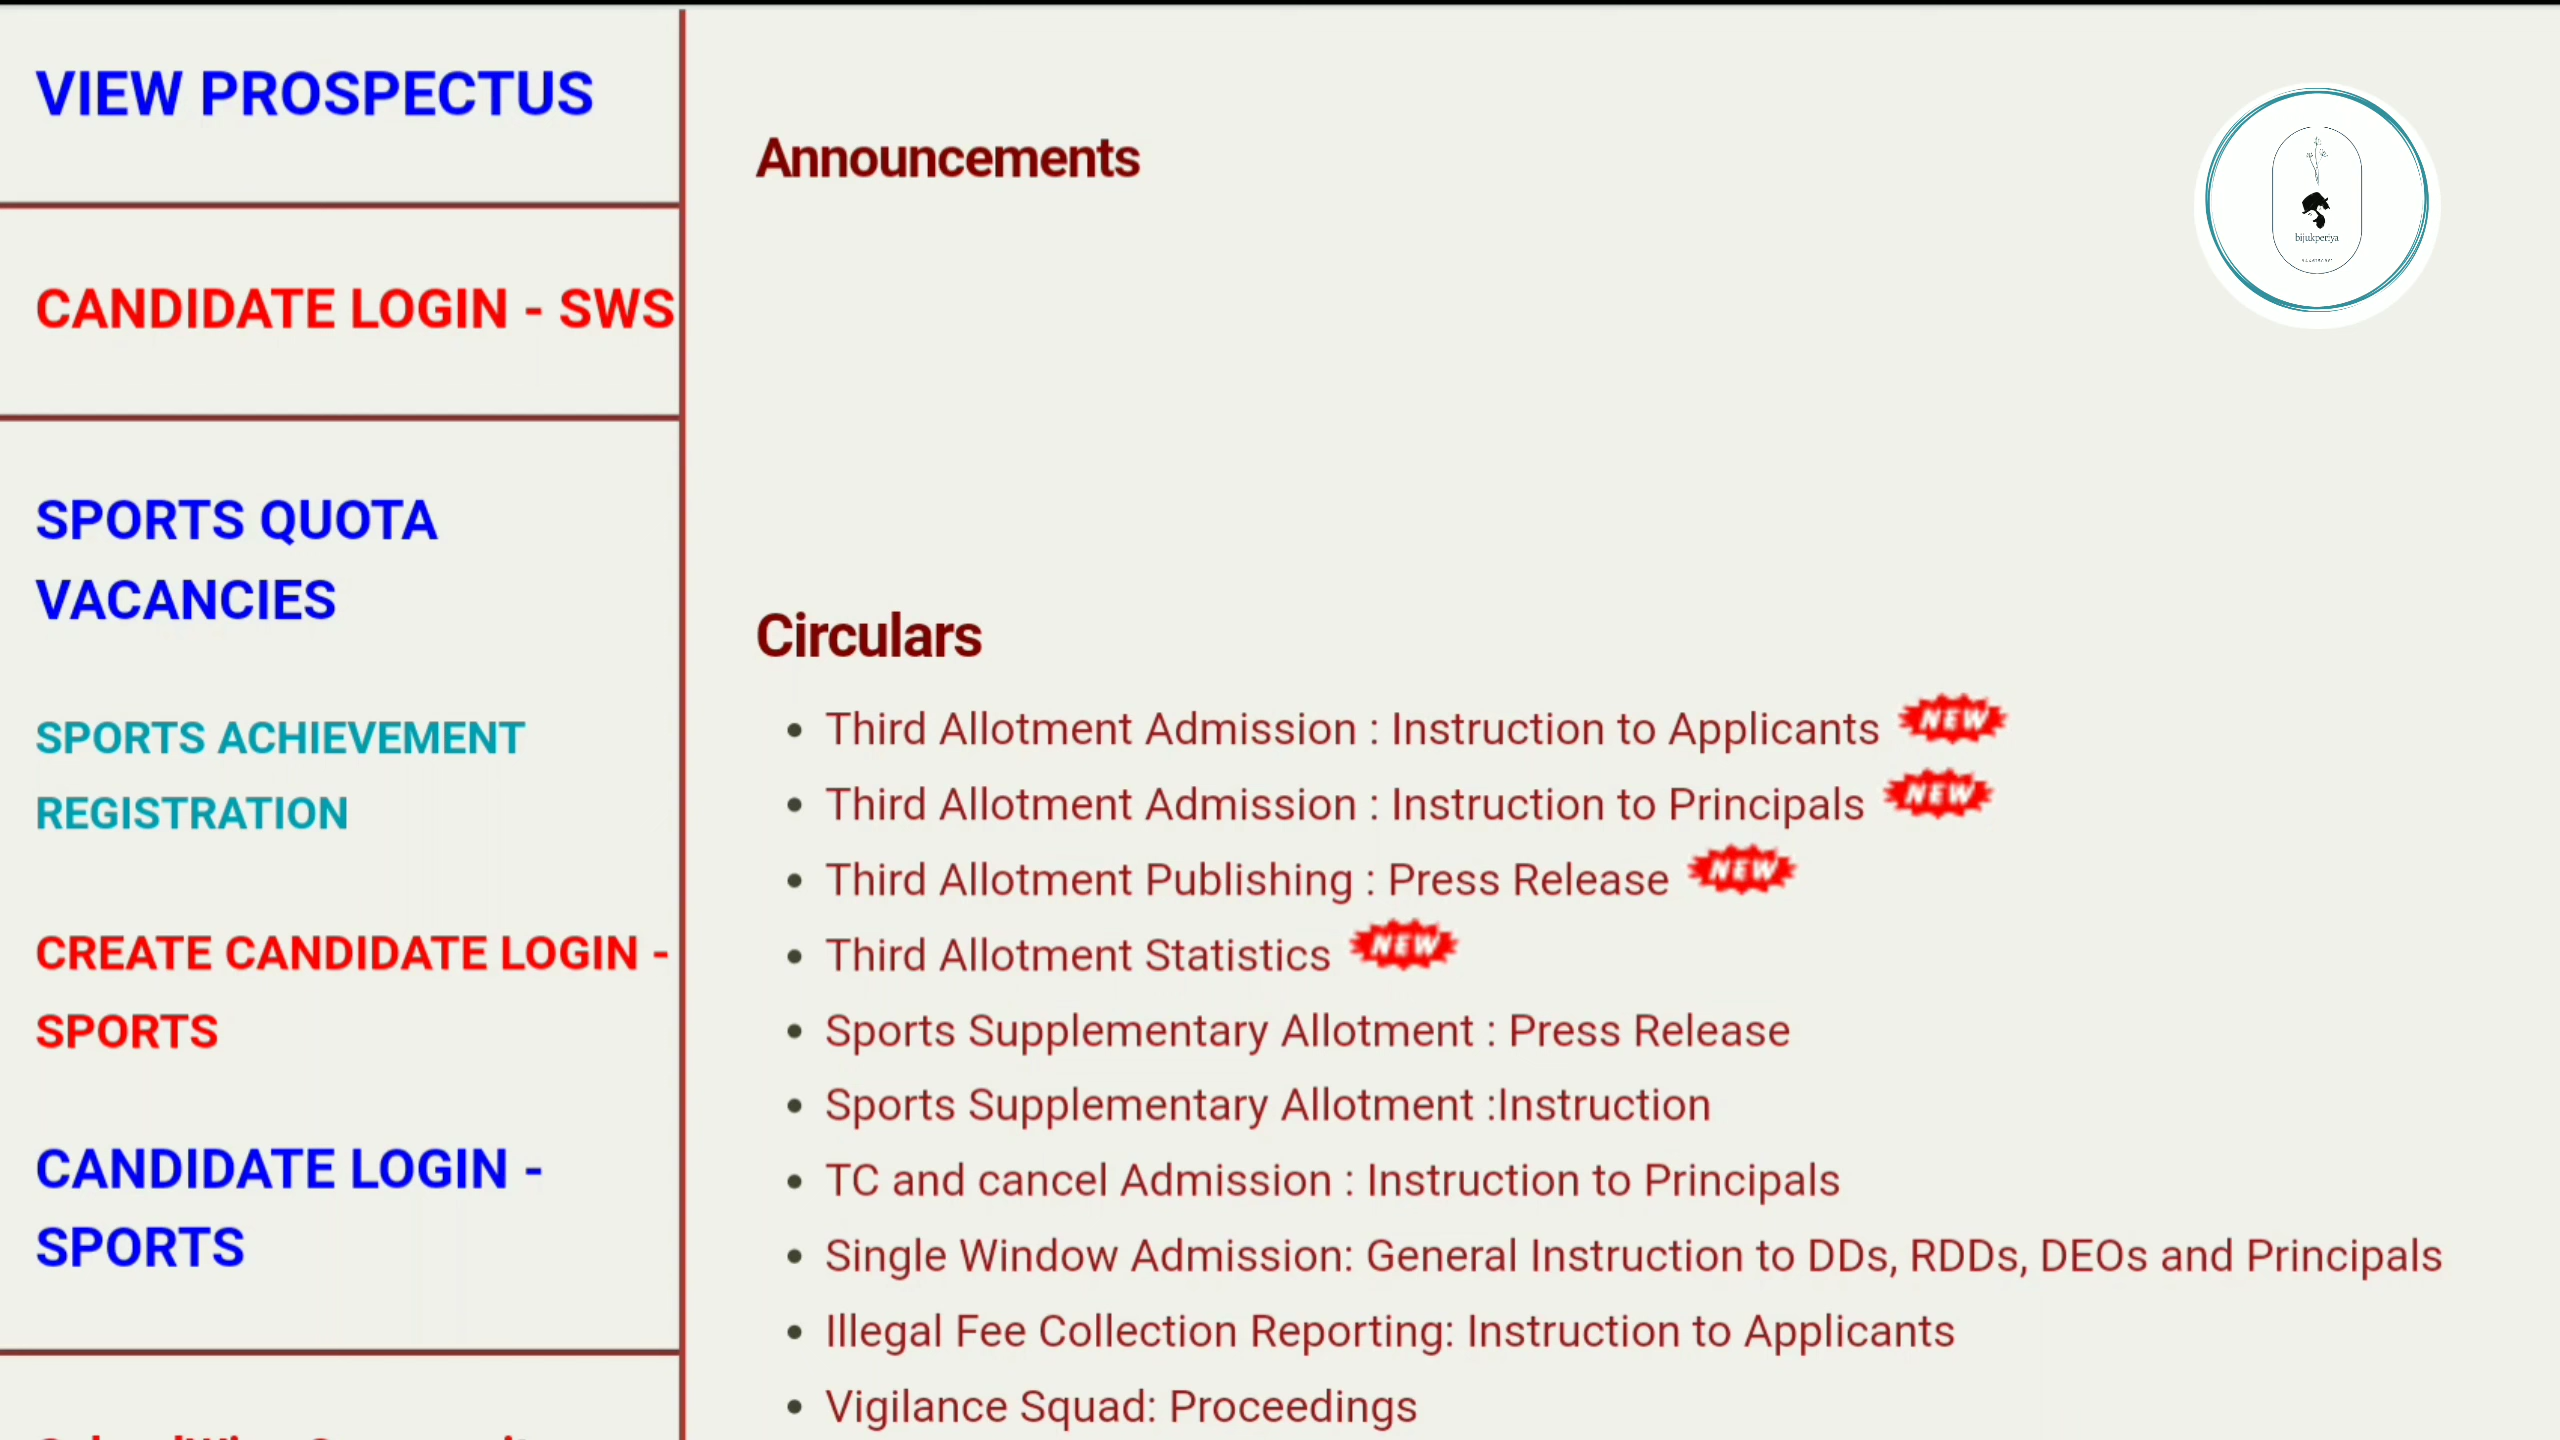 VIEW PROSPECTUS
CANDIDATE LOGIN - SWS
SPORTS QUOTA
VACANCIES
SPORTS ACHIEVEMENT
REGISTRATION
CREATE CANDIDATE LOGIN -
SPORTS
CANDIDATE LOGIN -
SPORTS
Announcements
bijukperiya
Circulars
Third Allotment Admission : Instruction to Applicants NEW
Third Allotment Admission : Instruction to Principals NEW
Third Allotment Publishing : Press Release NEW
Third Allotment Statistics NEW
Sports Supplementary Allotment : Press Release
Sports Supplementary Allotment :Instruction
TC and cancel Admission : Instruction to Principals
Single Window Admission: General Instruction to DDs, RDDs, DEOs and Principals
Illegal Fee Collection Reporting: Instruction to Applicants
Vigilance Squad: Proceedings